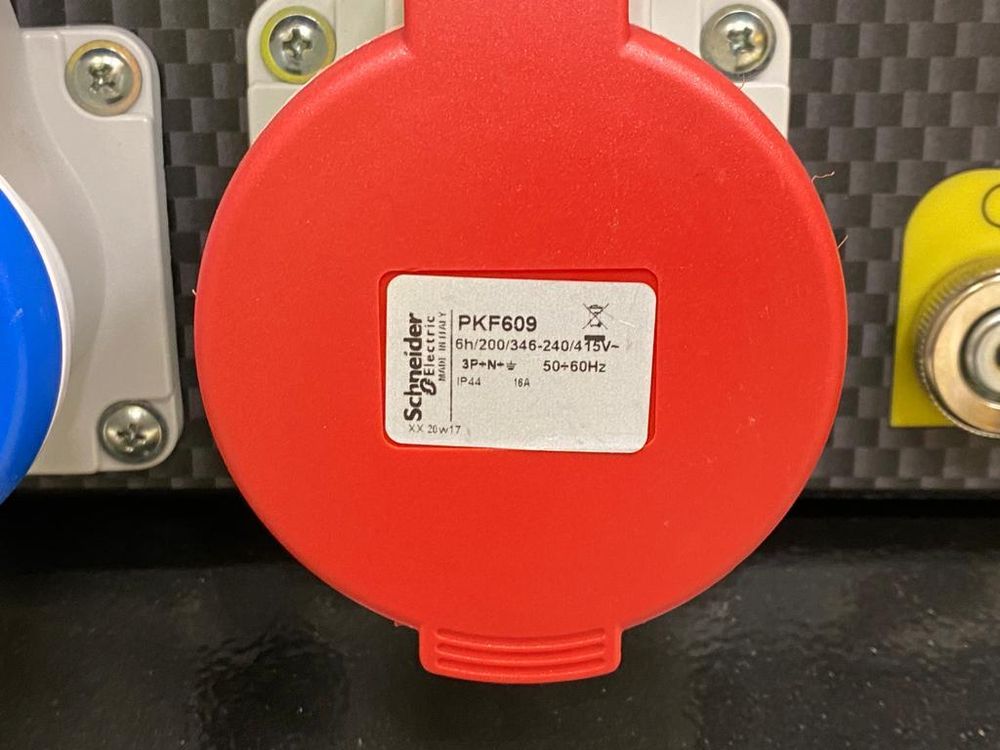 Schneider
Electric
MADE IN ITALY
PKF609
6h/200/346-240/415V~
3P+N+⏚ 50÷60Hz
IP44 16A
XX 20w17